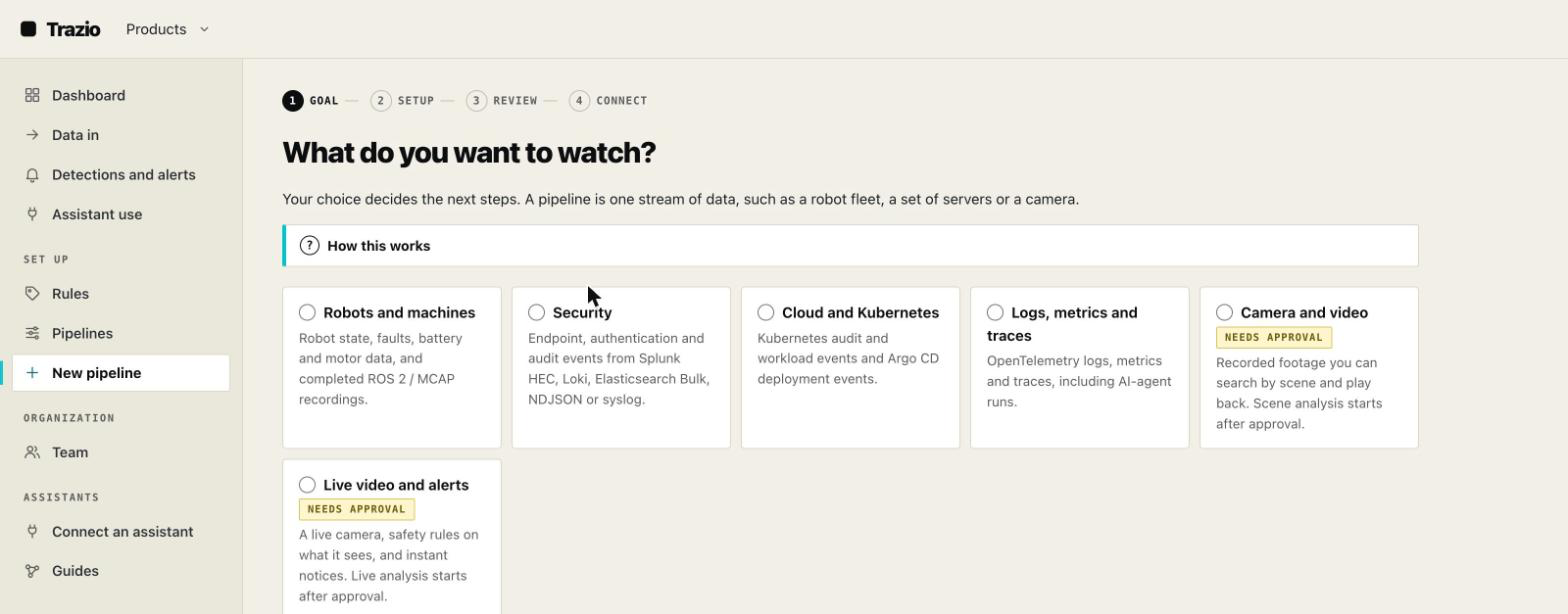 Trazio
Products
Dashboard
Data in
Detections and alerts
Assistant use
SET UP
Rules
Pipelines
New pipeline
ORGANIZATION
Team
ASSISTANTS
Connect an assistant
Guides
1 GOAL
2 SETUP
3 REVIEW
4 CONNECT
What do you want to watch?
Your choice decides the next steps. A pipeline is one stream of data, such as a robot fleet, a set of servers or a camera.
? How this works
Robots and machines
Robot state, faults, battery
and motor data, and
completed ROS 2 / MCAP
recordings.
Security
Endpoint, authentication and
audit events from Splunk
HEC, Loki, Elasticsearch Bulk,
NDJSON or syslog.
Cloud and Kubernetes
Kubernetes audit and
workload events and Argo CD
deployment events.
Logs, metrics and
traces
OpenTelemetry logs, metrics
and traces, including AI-agent
runs.
Camera and video
NEEDS APPROVAL
Recorded footage you can
search by scene and play
back. Scene analysis starts
after approval.
Live video and alerts
NEEDS APPROVAL
A live camera, safety rules on
what it sees, and instant
notices. Live analysis starts
after approval.